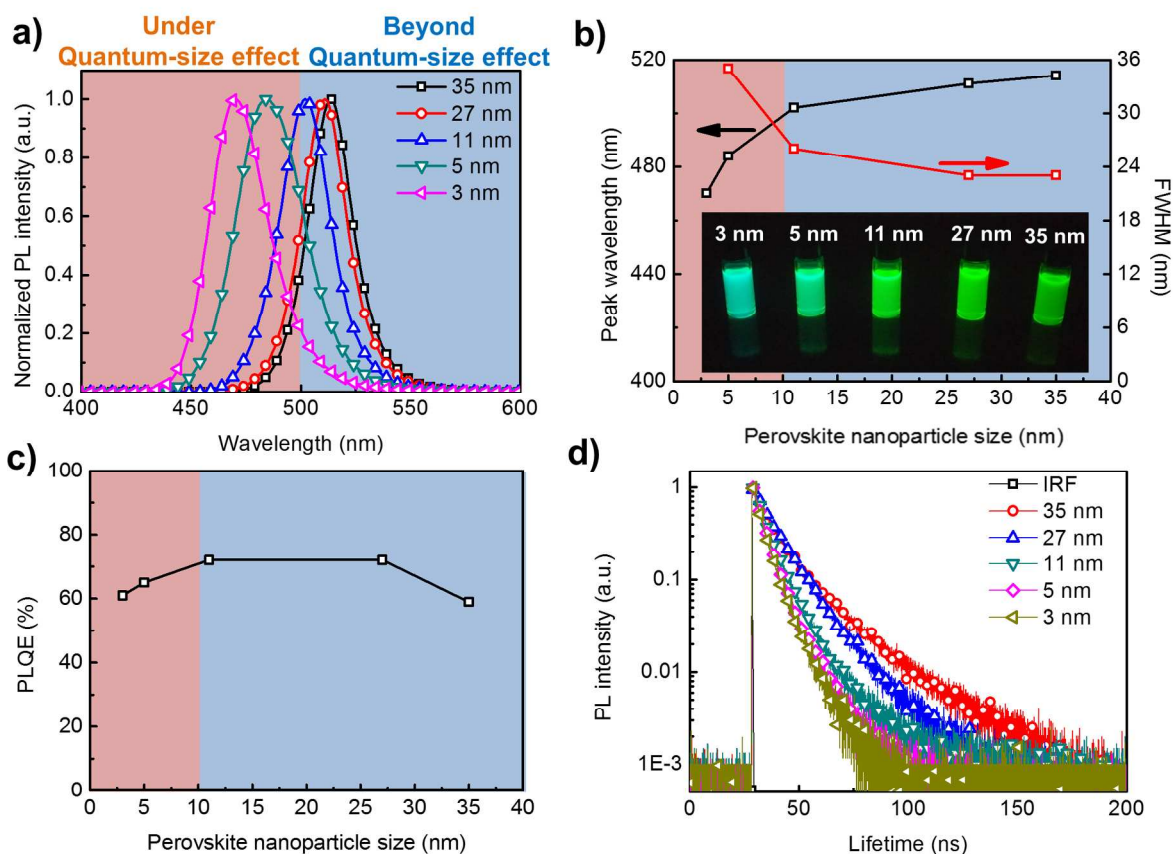 a)
Under
Quantum-size effect
Beyond
Quantum-size effect
1.0
0.8
0.6
0.4
0.2
0.0
Normalized PL intensity (a.u.)
35 nm
27 nm
11 nm
5 nm
3 nm
400 450 500 550 600
Wavelength (nm)
b)
520
480
440
400
Peak wavelength (nm)
36
30
24
18
12
6
0
FWHM (nm)
3 nm 5 nm 11 nm 27 nm 35 nm
0 5 10 15 20 25 30 35 40
Perovskite nanoparticle size (nm)
c)
100
80
60
40
20
0
PLQE (%)
0 5 10 15 20 25 30 35 40
Perovskite nanoparticle size (nm)
d)
1
0.1
0.01
1E-3
PL intensity (a.u.)
IRF
35 nm
27 nm
11 nm
5 nm
3 nm
0 50 100 150 200
Lifetime (ns)